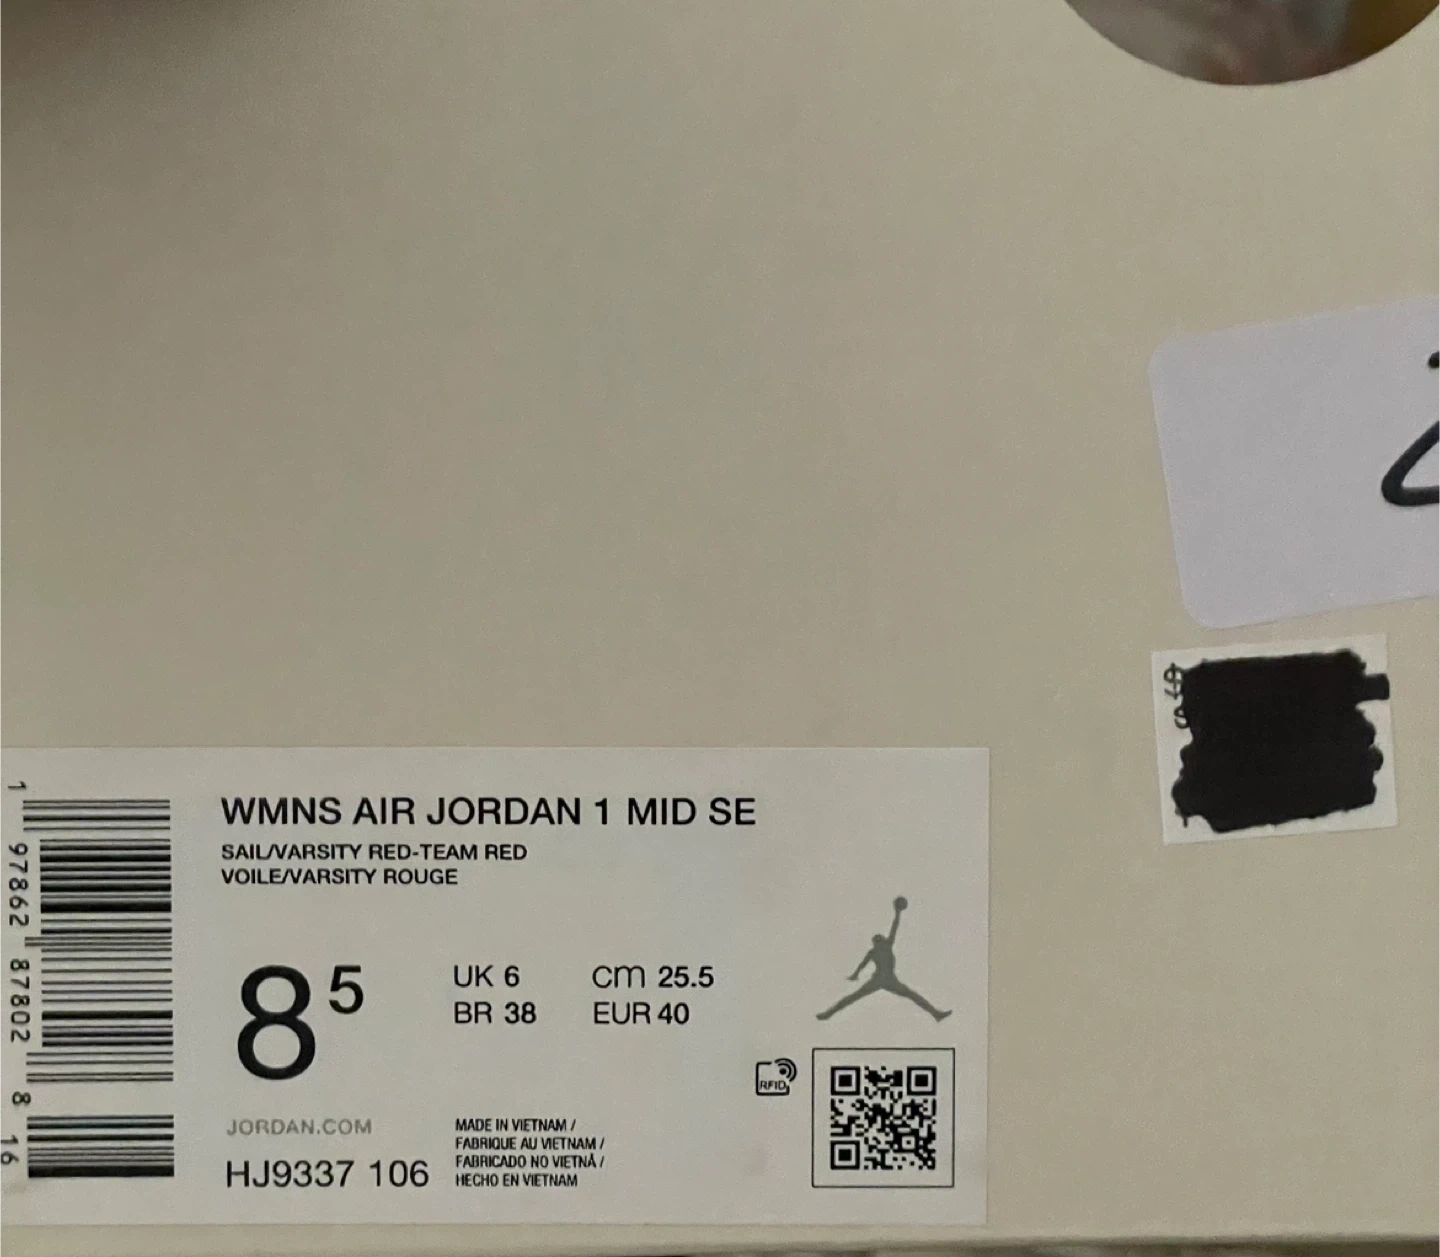 WMNS AIR JORDAN 1 MID SE
SAIL/VARSITY RED-TEAM RED
VOILE/VARSITY ROUGE
8 5
UK 6
CM 25.5
BR 38
EUR 40
RFID
JORDAN.COM
HJ9337 106
MADE IN VIETNAM /
FABRIQUE AU VIETNAM /
FABRICADO NO VIETNÃ /
HECHO EN VIETNAM
1 97862 87802 8 16